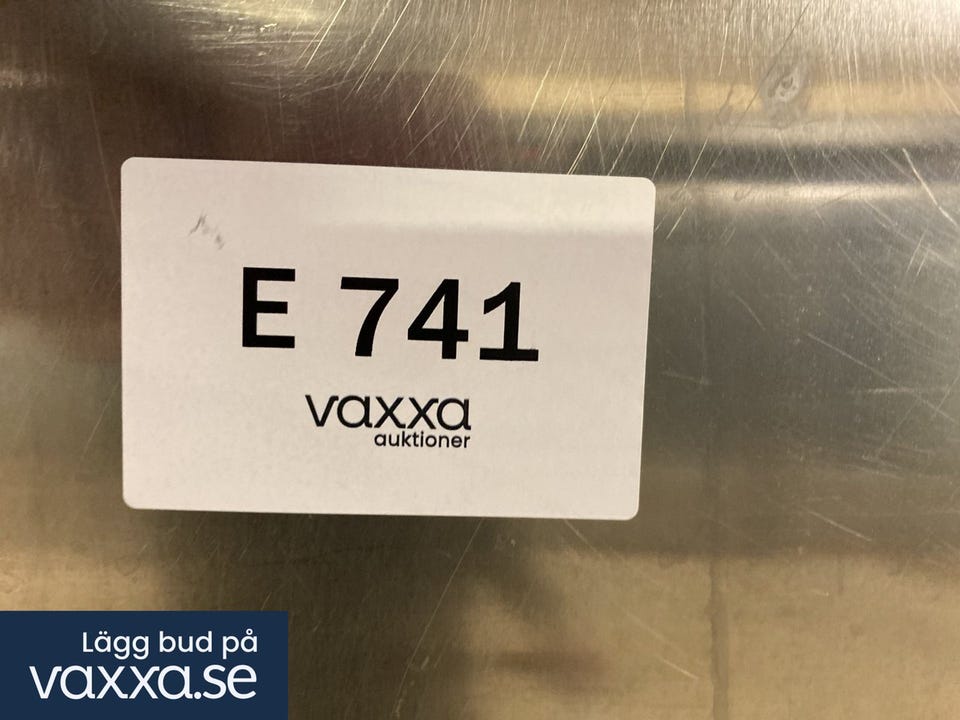 E 741
vaxxa
auktioner
Lägg bud på
vaxxa.se